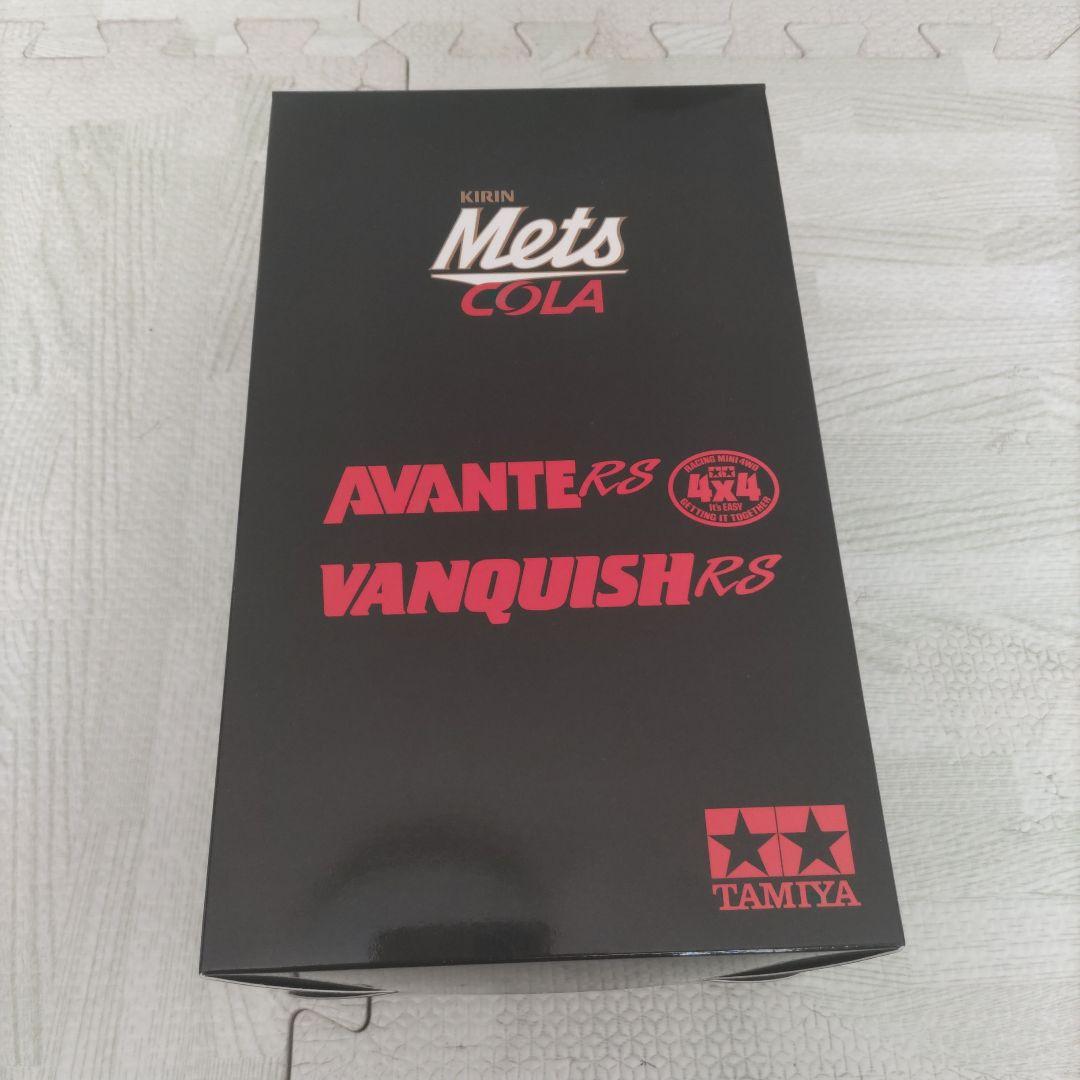 KIRIN
Mets
COLA
AVANTE RS
RACING MINI 4WD
4x4
It's EASY
GETTING IT TOGETHER
VANQUISH RS
TAMIYA